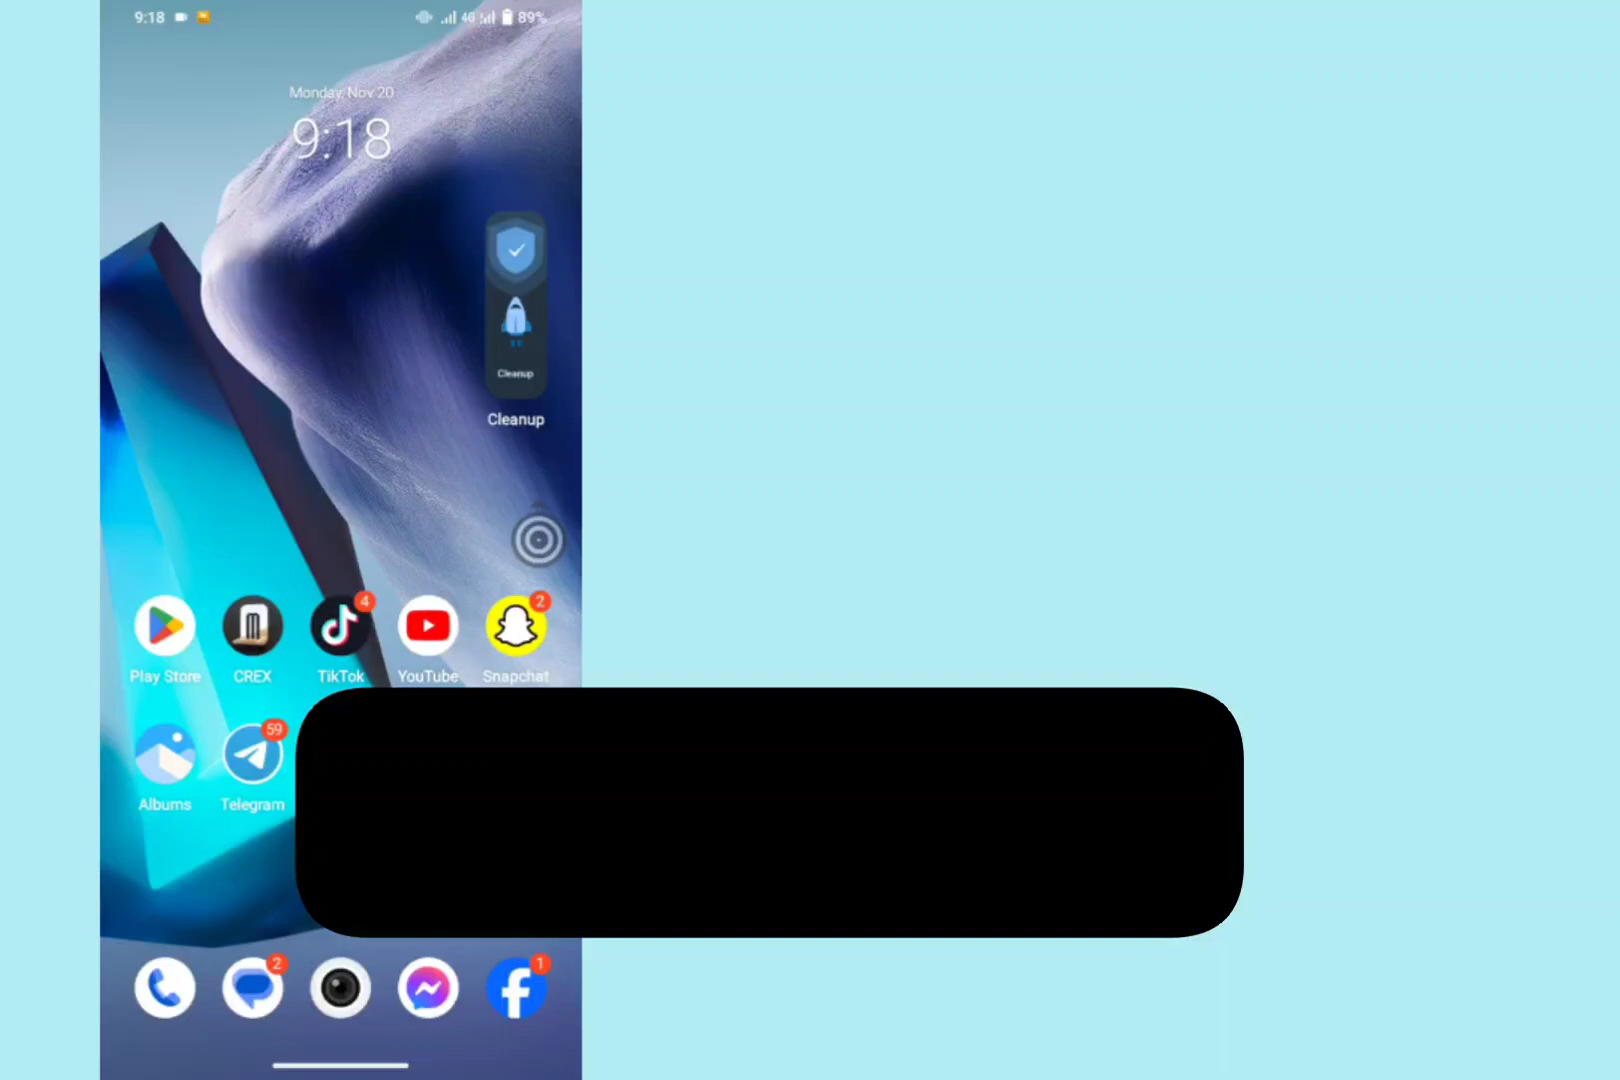 9:18 4G 89%
Monday, Nov 20
9:18
Cleanup
Cleanup
4 2
Play Store CREX TikTok YouTube Snapchat
59
Albums Telegram
2 1